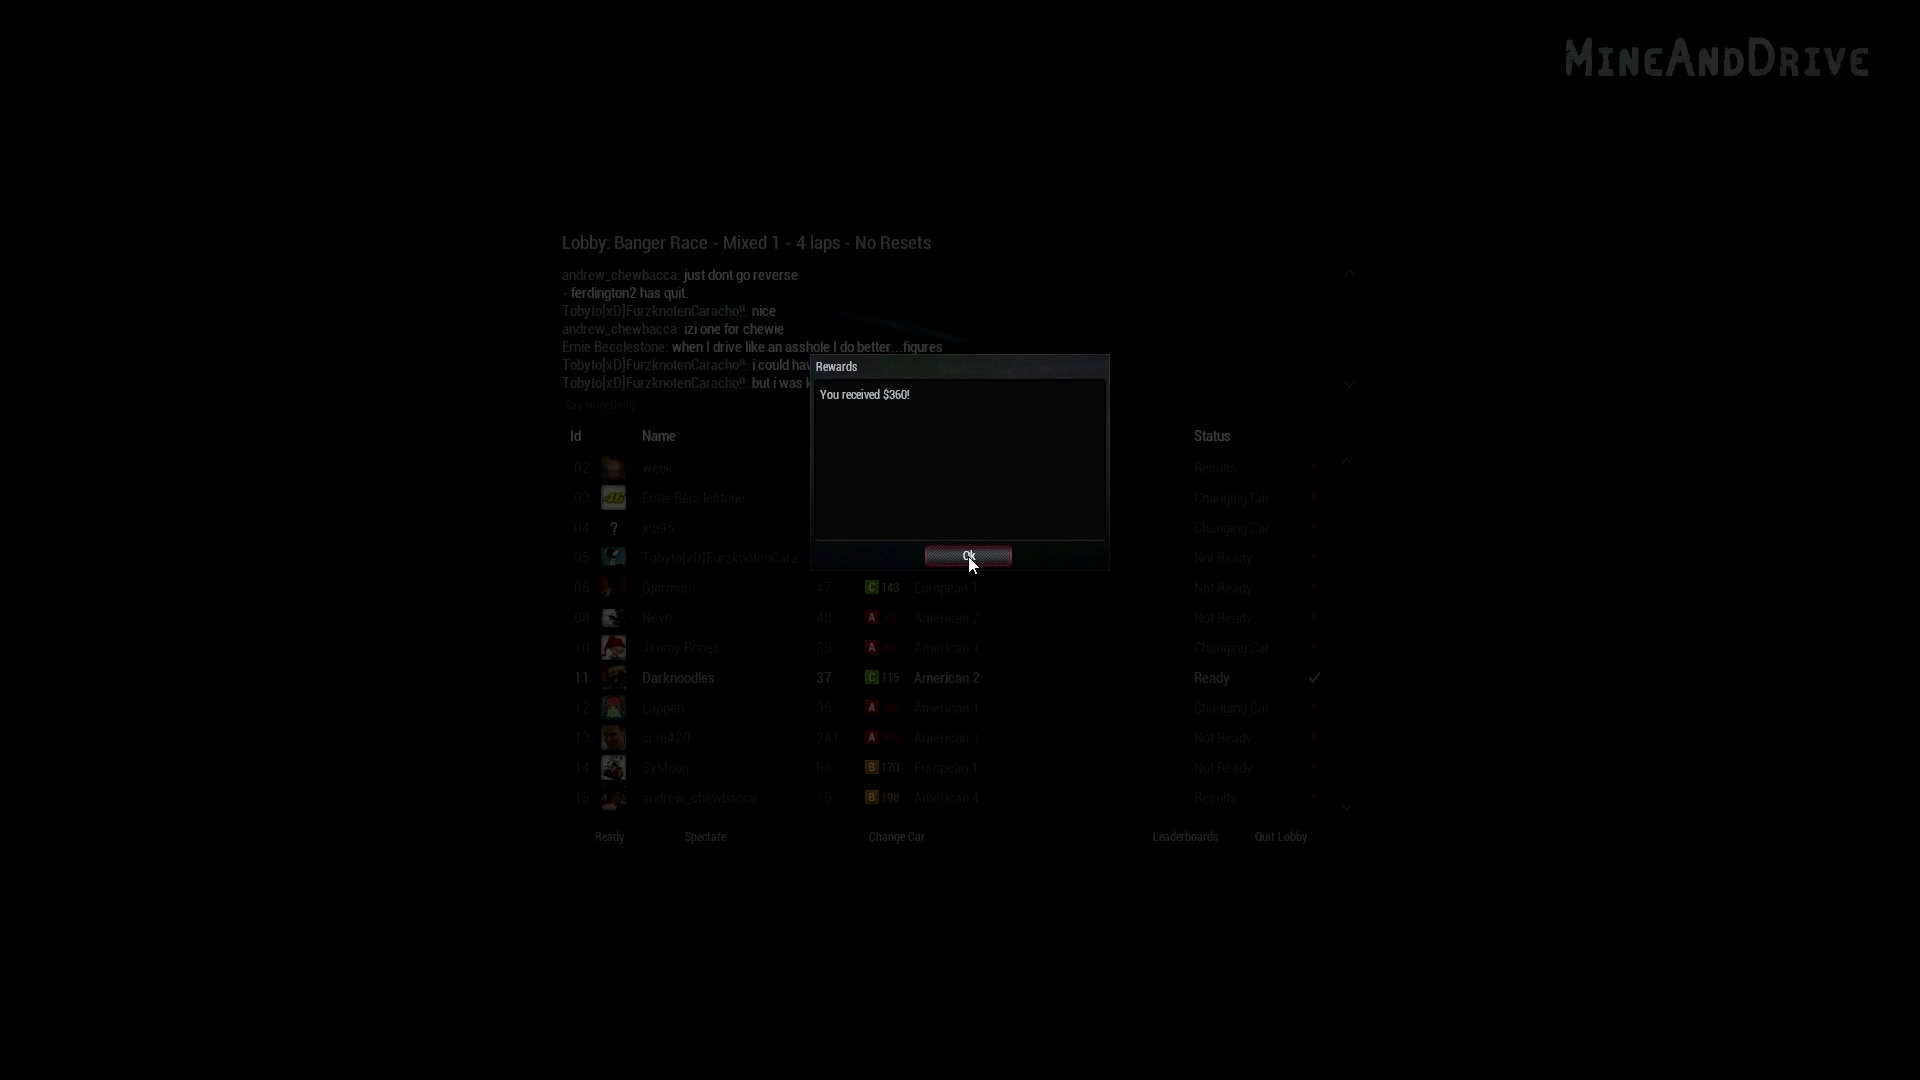 MineAndDrive
Lobby: Banger Race - Mixed 1 - 4 laps - No Resets
andrew_chewbacca: just dont go reverse
- ferdington2 has quit.
Tobyto[xD]FurzknotenCaracho!!: nice
andrew_chewbacca: izi one for chewie
Ernie Becclestone: when I drive like an asshole I do better...figures
Tobyto[xD]FurzknotenCaracho!!: i could
Tobyto[xD]FurzknotenCaracho!!: but i was
Say something
Rewards
You received $360!
Ok
Id Name Status
02 weak Results
03 Ernie Becclestone Changing Car
04 ? jcb95 Changing Car
05 Tobyto[xD]FurzknotenCara Not Ready
06 Gjormun 47 C 143 European 1 Not Ready
08 Nevo 48 A American 2 Not Ready
10 Jimmy Bones 35 A American 1 Changing Car
11 Darknoodles 37 C 115 American 2 Ready
12 Lappen 35 A American 1 Changing Car
13 scm420 241 A American 1 Not Ready
14 SyMoon B 170 European 1 Not Ready
15 andrew_chewbacca B 198 American 4 Results
Ready Spectate Change Car Leaderboards Quit Lobby